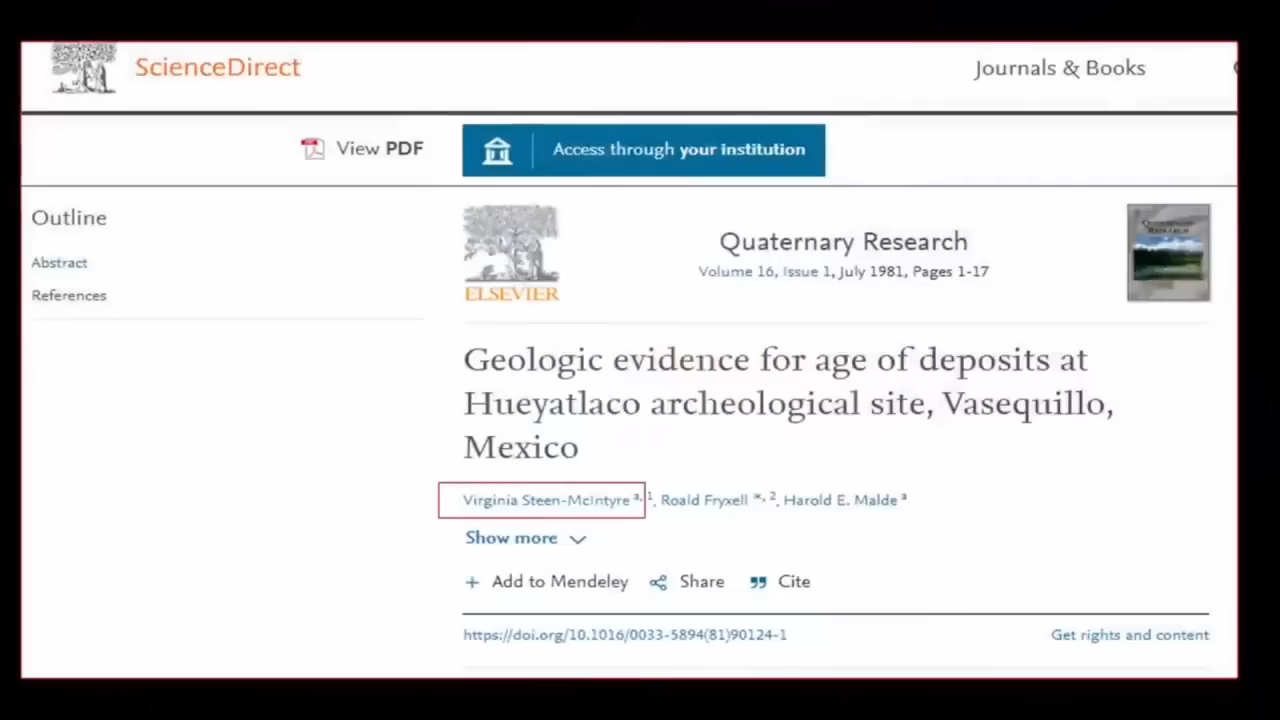 ScienceDirect
Journals & Books
View PDF
Access through your institution
Outline
Abstract
References
ELSEVIER
Quaternary Research
Volume 16, Issue 1, July 1981, Pages 1-17
QUATERNARY
RESEARCH
Geologic evidence for age of deposits at
Hueyatlaco archeological site, Vasequillo,
Mexico
Virginia Steen-McIntyre a, 1, Roald Fryxell *, 2, Harold E. Malde a
Show more
+ Add to Mendeley Share Cite
https://doi.org/10.1016/0033-5894(81)90124-1
Get rights and content